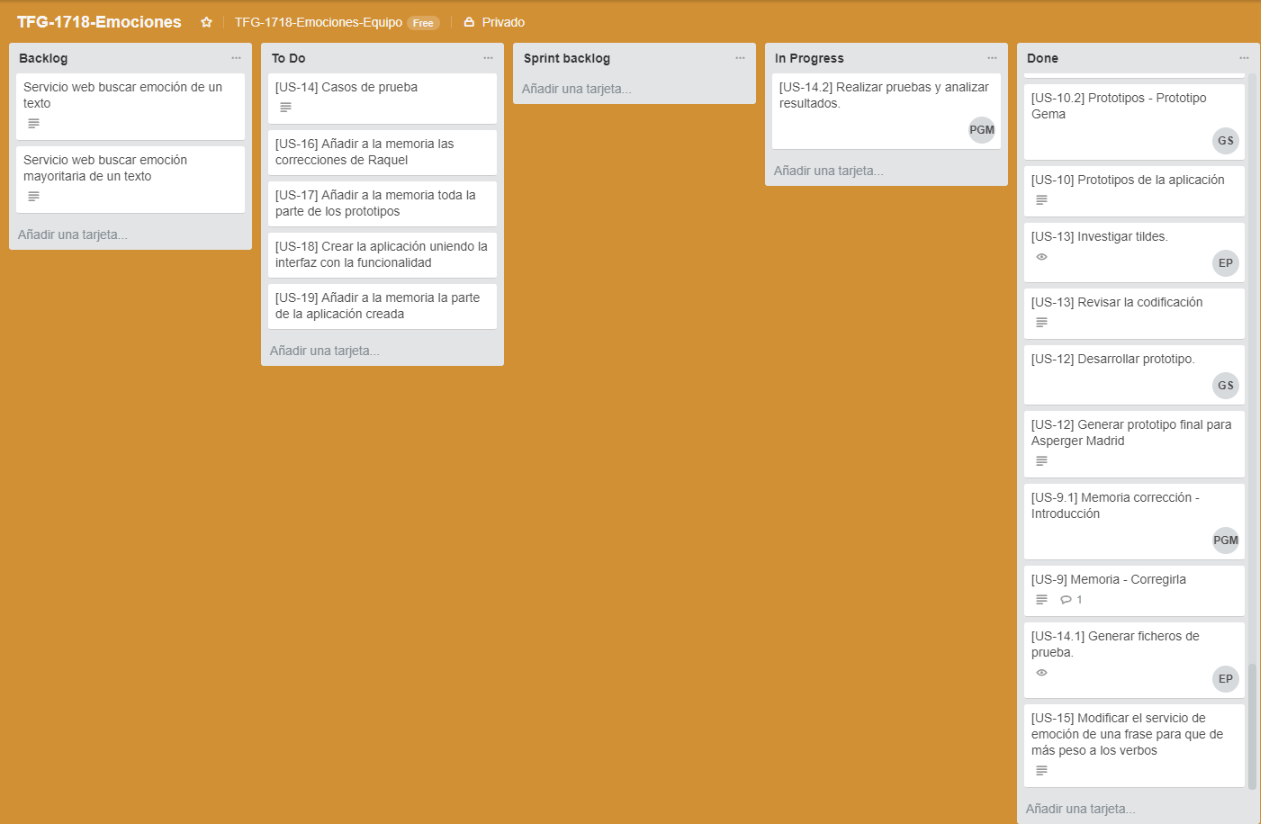 TFG-1718-Emociones TFG-1718-Emociones-Equipo Free Privado
Backlog
Servicio web buscar emoción de un
texto
Servicio web buscar emoción
mayoritaria de un texto
Añadir una tarjeta...
To Do
[US-14] Casos de prueba
[US-16] Añadir a la memoria las
correcciones de Raquel
[US-17] Añadir a la memoria toda la
parte de los prototipos
[US-18] Crear la aplicación uniendo la
interfaz con la funcionalidad
[US-19] Añadir a la memoria la parte
de la aplicación creada
Añadir una tarjeta...
Sprint backlog
Añadir una tarjeta...
In Progress
[US-14.2] Realizar pruebas y analizar
resultados.
PGM
Añadir una tarjeta...
Done
[US-10.2] Prototipos - Prototipo
Gema
GS
[US-10] Prototipos de la aplicación
[US-13] Investigar tildes.
EP
[US-13] Revisar la codificación
[US-12] Desarrollar prototipo.
GS
[US-12] Generar prototipo final para
Asperger Madrid
[US-9.1] Memoria corrección -
Introducción
PGM
[US-9] Memoria - Corregirla
1
[US-14.1] Generar ficheros de
prueba.
EP
[US-15] Modificar el servicio de
emoción de una frase para que de
más peso a los verbos
Añadir una tarjeta...